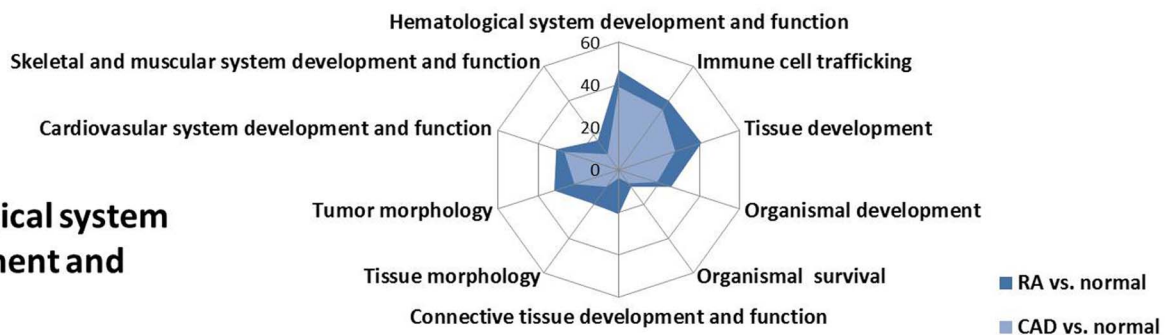 Hematological system development and function
60
Skeletal and muscular system development and function
Immune cell trafficking
40
Cardiovasular system development and function
20
Tissue development
0
ical system
Tumor morphology
Organismal development
nent and
Tissue morphology
Organismal survival
RA vs. normal
Connective tissue development and function
CAD vs. normal